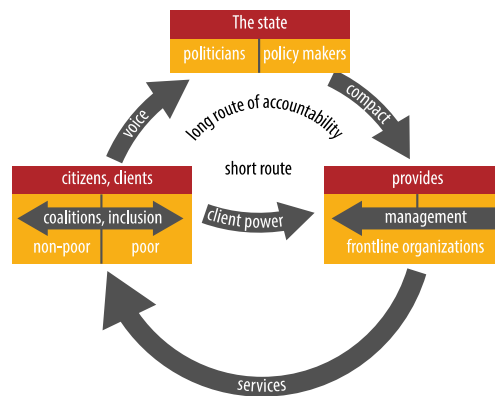 The state
politicians
policy makers
voice
compact
long route of accountability
short route
citizens, clients
provides
coalitions, inclusion
client power
management
non-poor
poor
frontline organizations
services